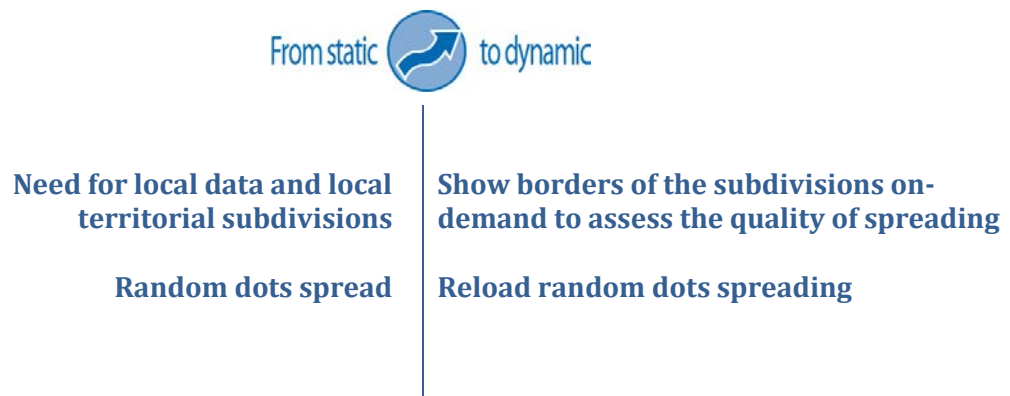 From static to dynamic
Need for local data and local
territorial subdivisions
Show borders of the subdivisions on-
demand to assess the quality of spreading
Random dots spread
Reload random dots spreading